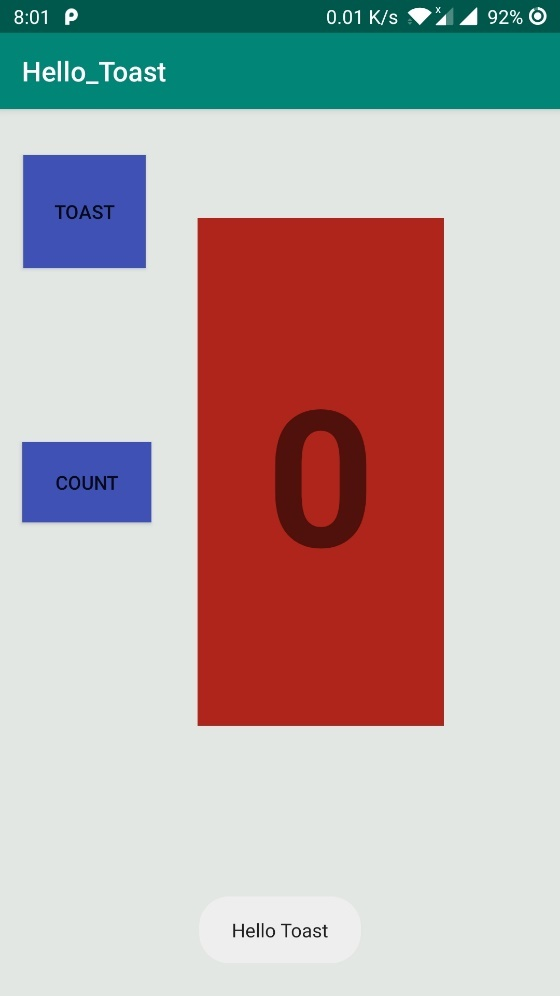 8:01 0.01 K/s x 92%
Hello_Toast
TOAST
0
COUNT
Hello Toast